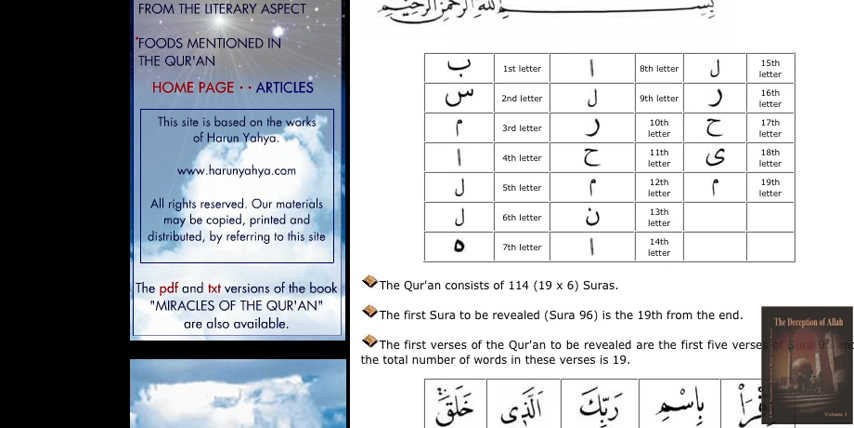 FROM THE LITERARY ASPECT
FOODS MENTIONED IN
THE QUR'AN
HOME PAGE · · ARTICLES
This site is based on the works
of Harun Yahya.
www.harunyahya.com
All rights reserved. Our materials
may be copied, printed and
distributed, by referring to this site
The pdf and txt versions of the book
"MIRACLES OF THE QUR'AN"
are also available.
بسم الله الرحمن الرحيم
ب 1st letter ا 8th letter ل 15th letter
س 2nd letter ل 9th letter ر 16th letter
م 3rd letter ر 10th letter ح 17th letter
ا 4th letter ح 11th letter ى 18th letter
ل 5th letter م 12th letter م 19th letter
ل 6th letter ن 13th letter
ه 7th letter ا 14th letter
The Qur'an consists of 114 (19 x 6) Suras.
The first Sura to be revealed (Sura 96) is the 19th from the end.
The first verses of the Qur'an to be revealed are the first five verses of Sura 9
the total number of words in these verses is 19.
اِقْرَاْ بِاسْمِ رَبِّكَ الَّذِى خَلَقَ
The Deception of Allah
Volume I